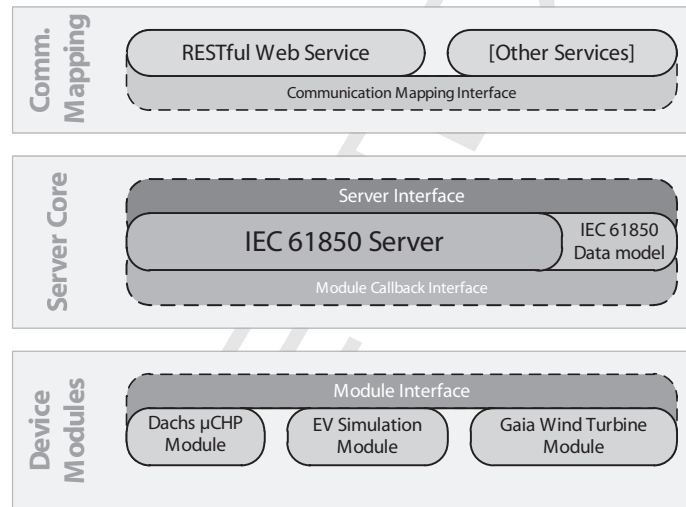 Comm.
Mapping
RESTful Web Service
[Other Services]
Communication Mapping Interface
Server Core
Server Interface
IEC 61850 Server
IEC 61850
Data model
Module Callback Interface
Device
Modules
Module Interface
Dachs µCHP
Module
EV Simulation
Module
Gaia Wind Turbine
Module